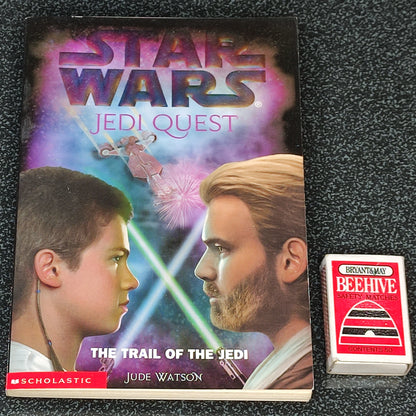 STAR
WARS®
JEDI QUEST
THE TRAIL OF THE JEDI
SCHOLASTIC
JUDE WATSON
BRYANT&MAY
BEEHIVE
SAFETY MATCHES